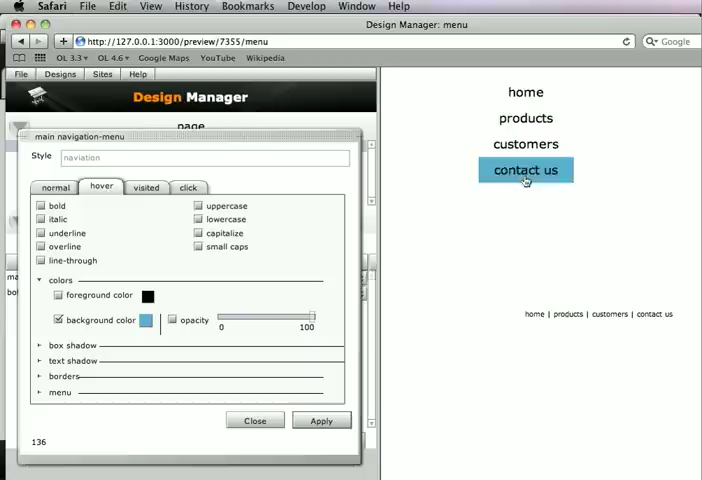 Safari File Edit View History Bookmarks Develop Window Help
Design Manager: menu
http://127.0.0.1:3000/preview/7355/menu
Google
OL 3.3 OL 4.6 Google Maps YouTube Wikipedia
File Designs Sites Help
Design Manager
page
main navigation-menu
Style naviation
normal hover visited click
bold uppercase
italic lowercase
underline capitalize
overline small caps
line-through
colors
foreground color
background color opacity
0 100
box shadow
text shadow
borders
menu
Close Apply
136
home
products
customers
contact us
home | products | customers | contact us